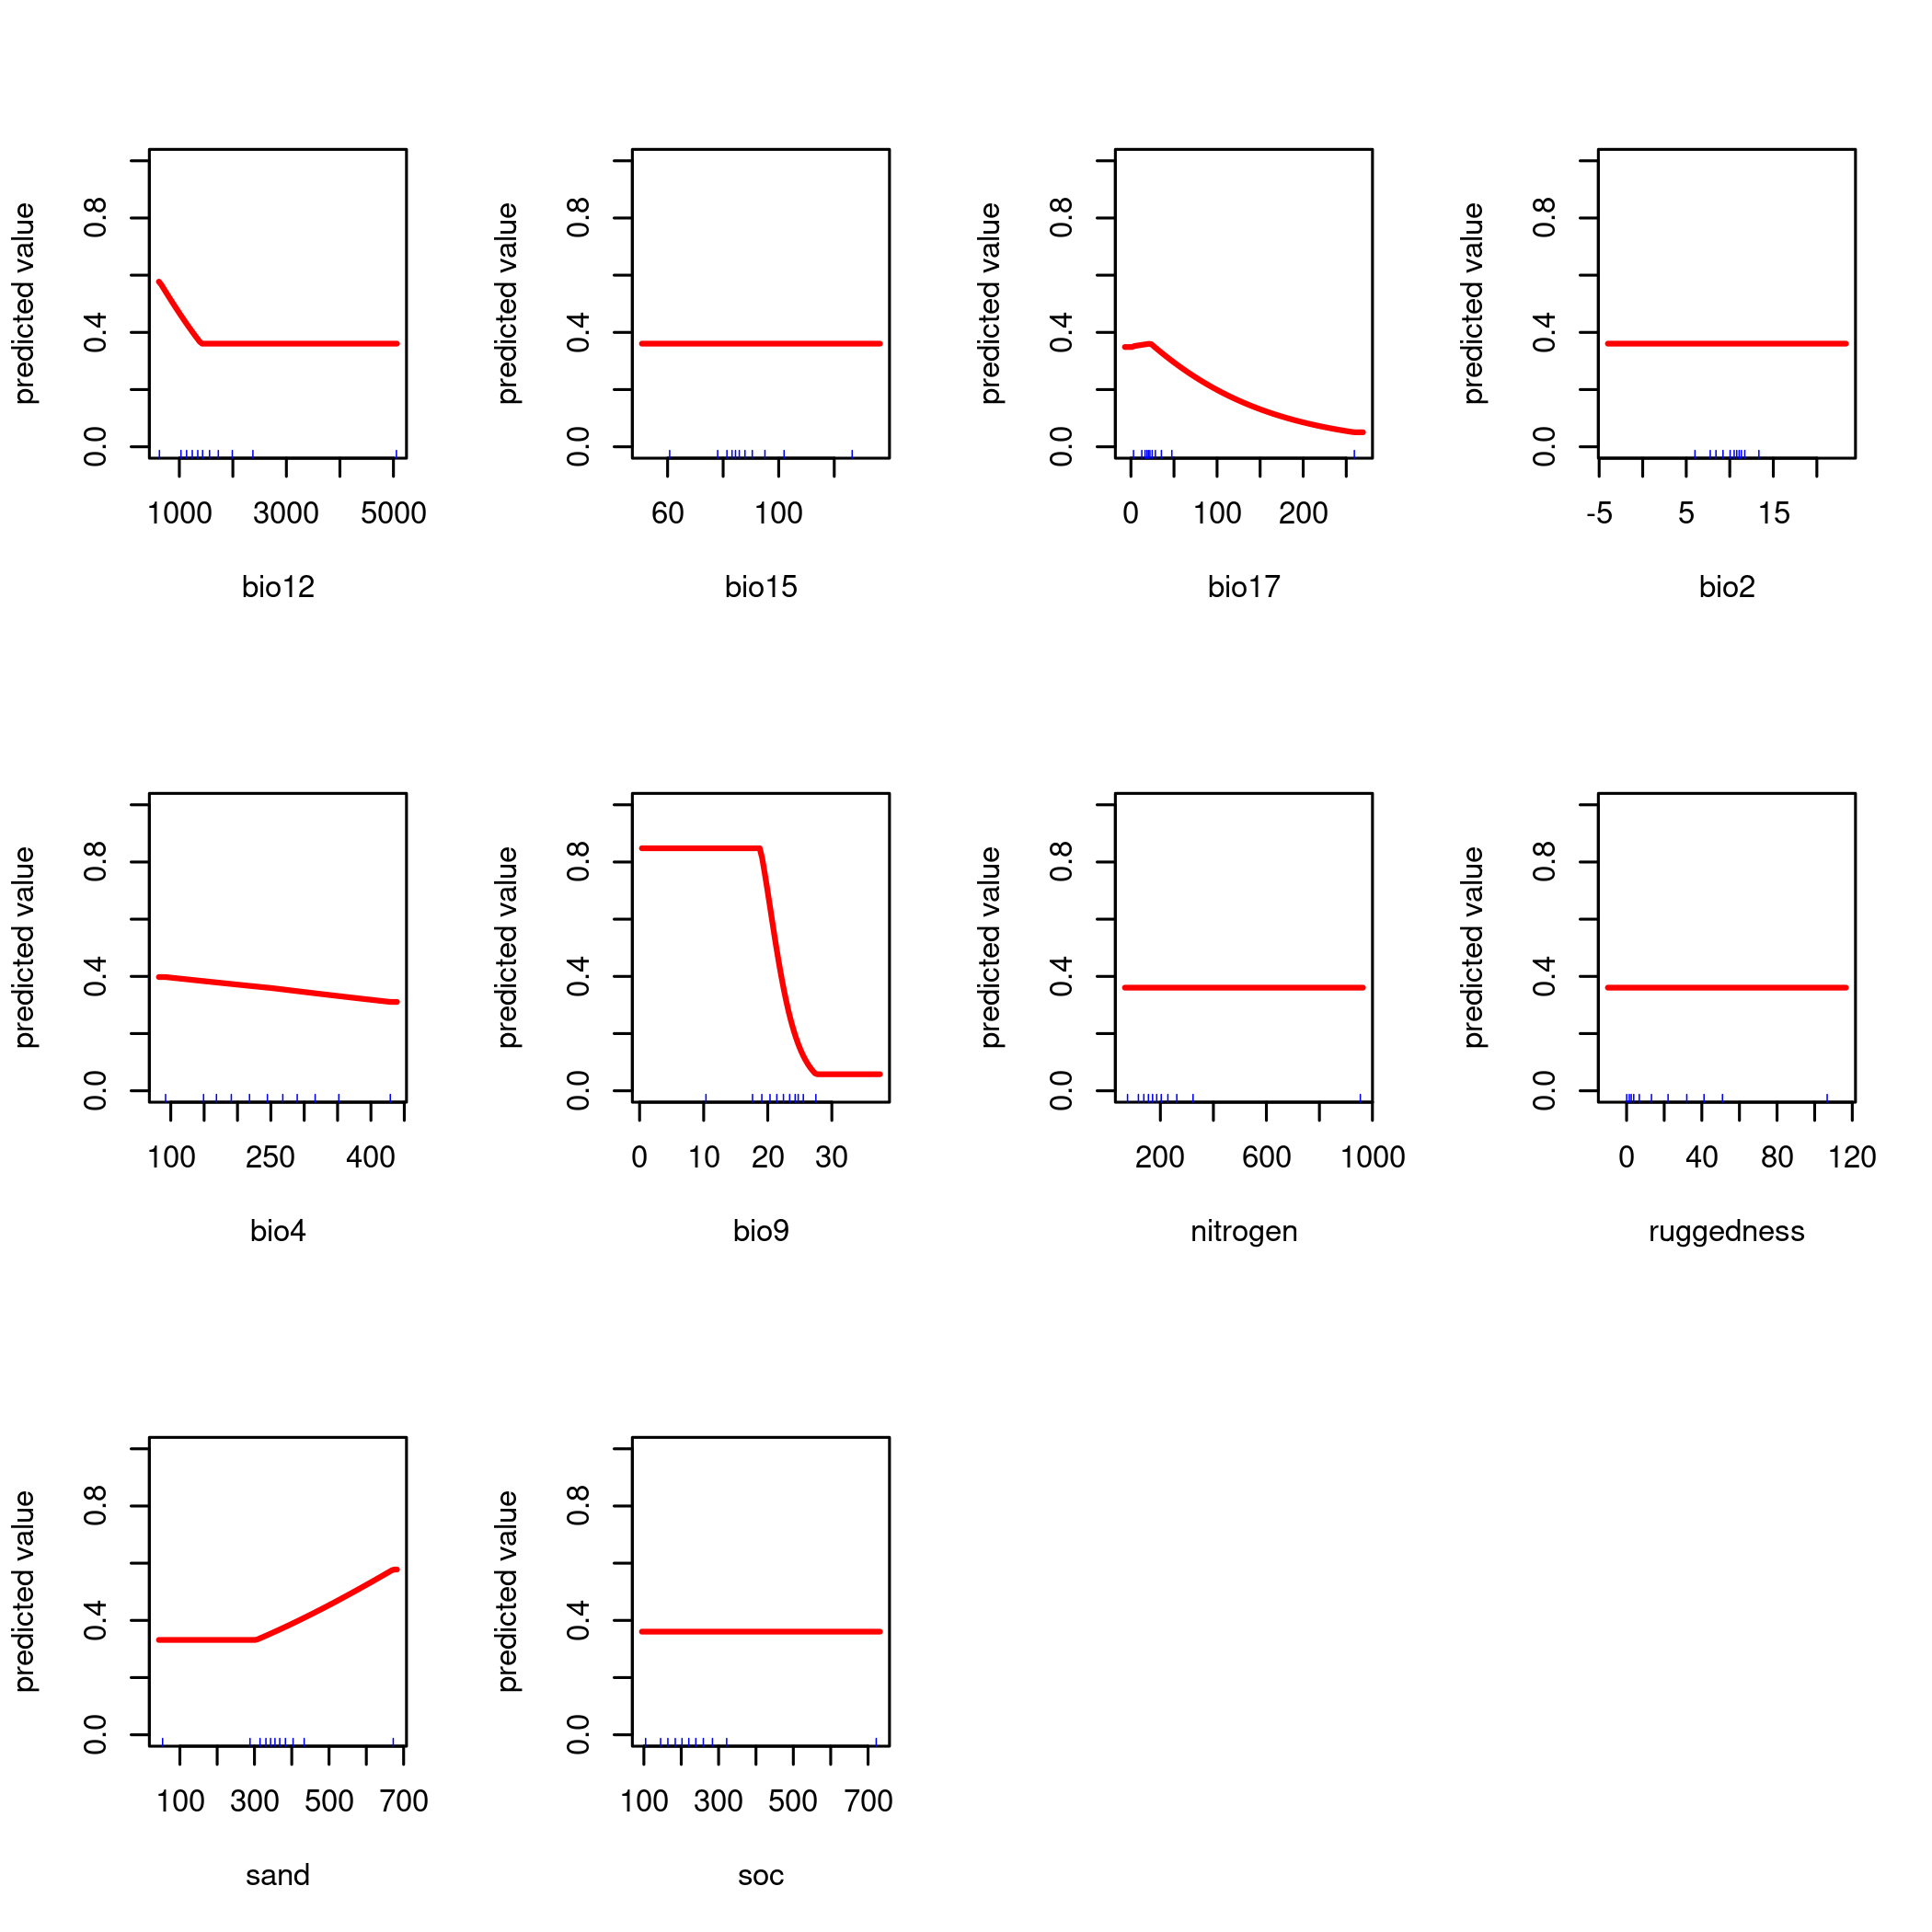 predicted value
0.0 0.4 0.8
1000 3000 5000
bio12
predicted value
0.0 0.4 0.8
60 100
bio15
predicted value
0.0 0.4 0.8
0 100 200
bio17
predicted value
0.0 0.4 0.8
-5 5 15
bio2
predicted value
0.0 0.4 0.8
100 250 400
bio4
predicted value
0.0 0.4 0.8
0 10 20 30
bio9
predicted value
0.0 0.4 0.8
200 600 1000
nitrogen
predicted value
0.0 0.4 0.8
0 40 80 120
ruggedness
predicted value
0.0 0.4 0.8
100 300 500 700
sand
predicted value
0.0 0.4 0.8
100 300 500 700
soc